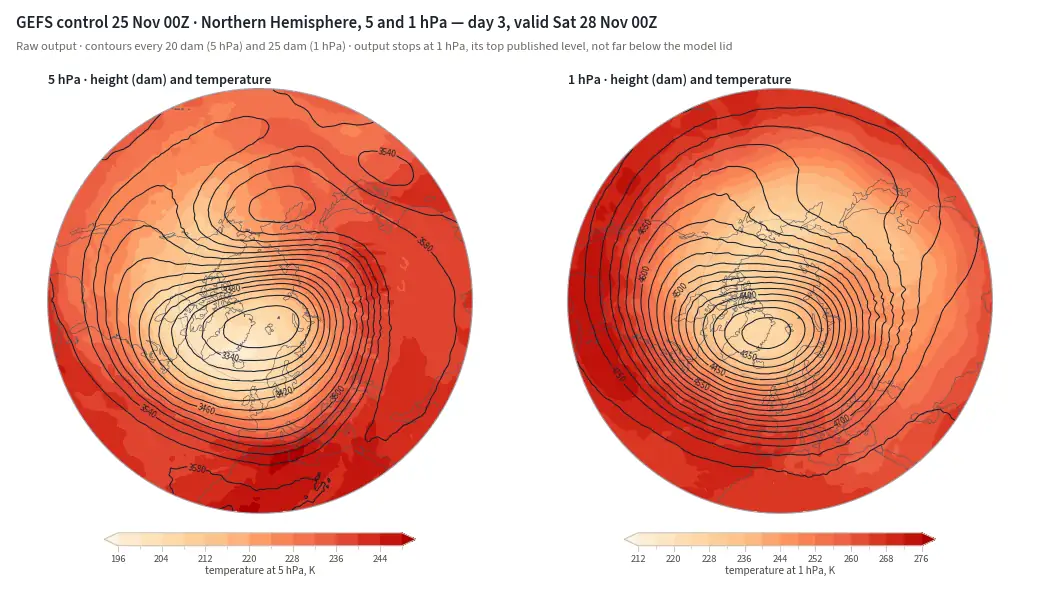 GEFS control 25 Nov 00Z · Northern Hemisphere, 5 and 1 hPa — day 3, valid Sat 28 Nov 00Z
Raw output · contours every 20 dam (5 hPa) and 25 dam (1 hPa) · output stops at 1 hPa, its top published level, not far below the model lid
5 hPa · height (dam) and temperature
1 hPa · height (dam) and temperature
3540
3580
3340
3420
3460
3540
3580
4650
4600
4500
4350
4450
4550
4700
196 204 212 220 228 236 244
temperature at 5 hPa, K
212 220 228 236 244 252 260 268 276
temperature at 1 hPa, K